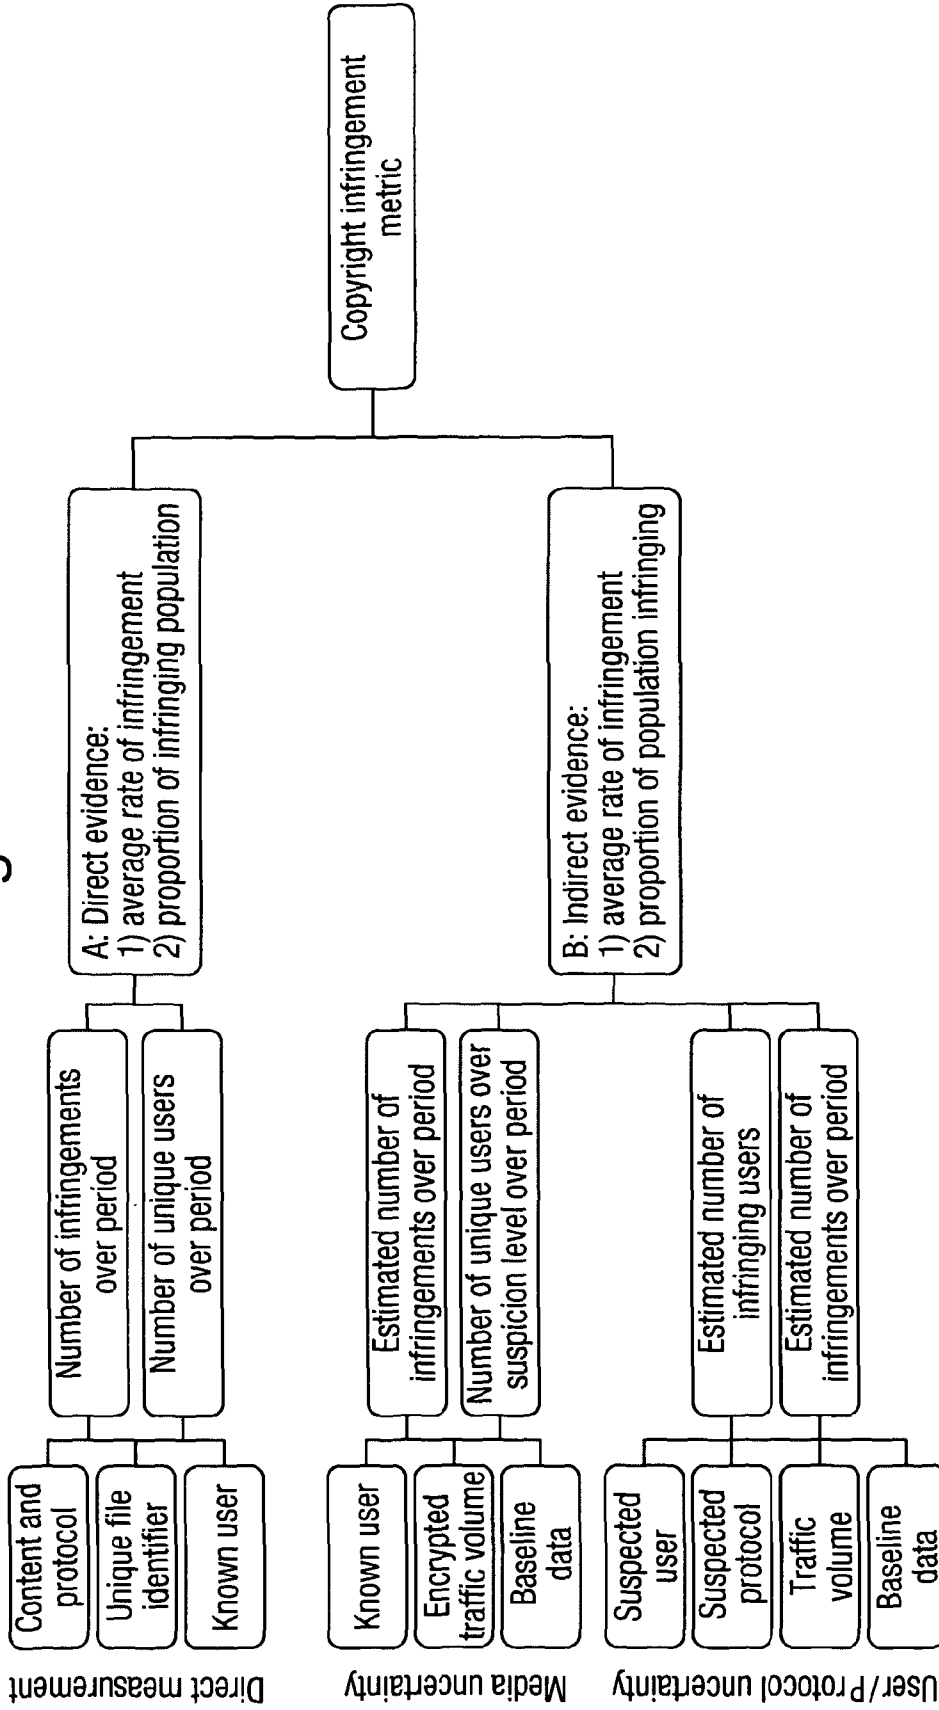 Direct measurement
Content and
protocol
Unique file
identifier
Known user
Number of infringements
over period
Number of unique users
over period
A: Direct evidence:
1) average rate of infringement
2) proportion of infringing population
Media uncertainty
Known user
Encrypted
traffic volume
Baseline
data
Estimated number of
infringements over period
Number of unique users over
suspicion level over period
User/Protocol uncertainty
Suspected
user
Suspected
protocol
Traffic
volume
Baseline
data
Estimated number of
infringing users
Estimated number of
infringements over period
B: Indirect evidence:
1) average rate of infringement
2) proportion of population infringing
Copyright infringement
metric